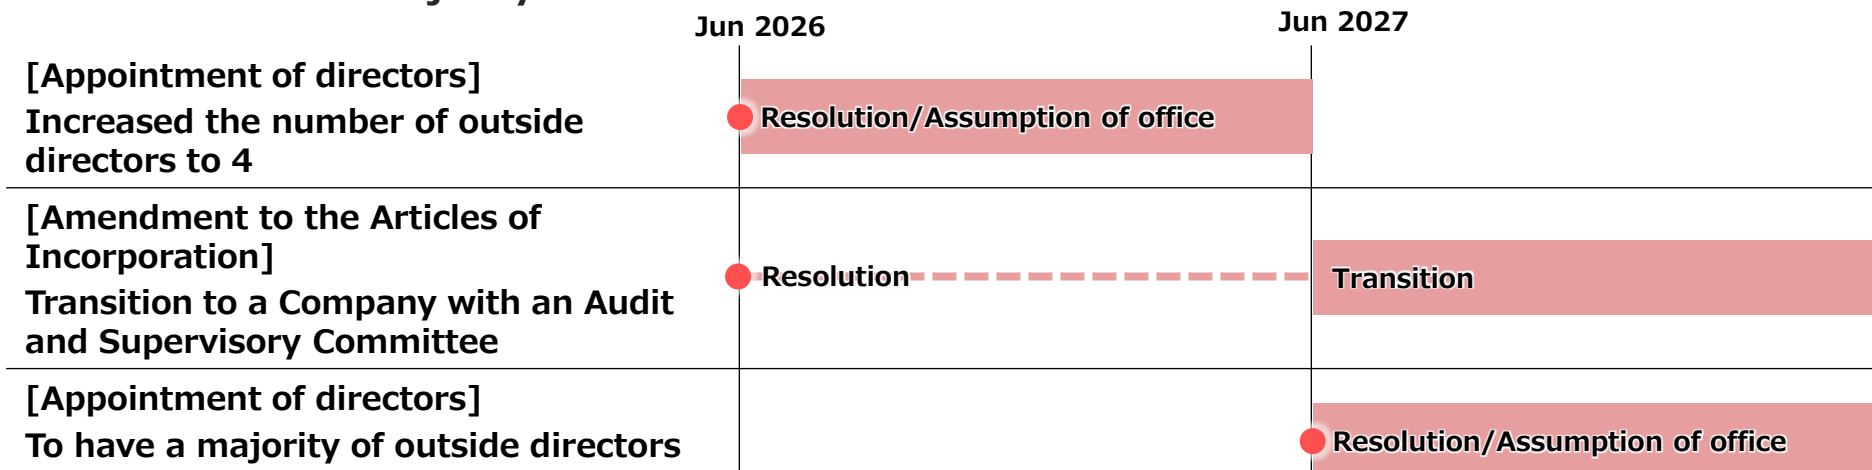 Jun 2026
Jun 2027
[Appointment of directors]
Increased the number of outside
directors to 4
Resolution/Assumption of office
[Amendment to the Articles of
Incorporation]
Transition to a Company with an Audit
and Supervisory Committee
Resolution
Transition
[Appointment of directors]
To have a majority of outside directors
Resolution/Assumption of office